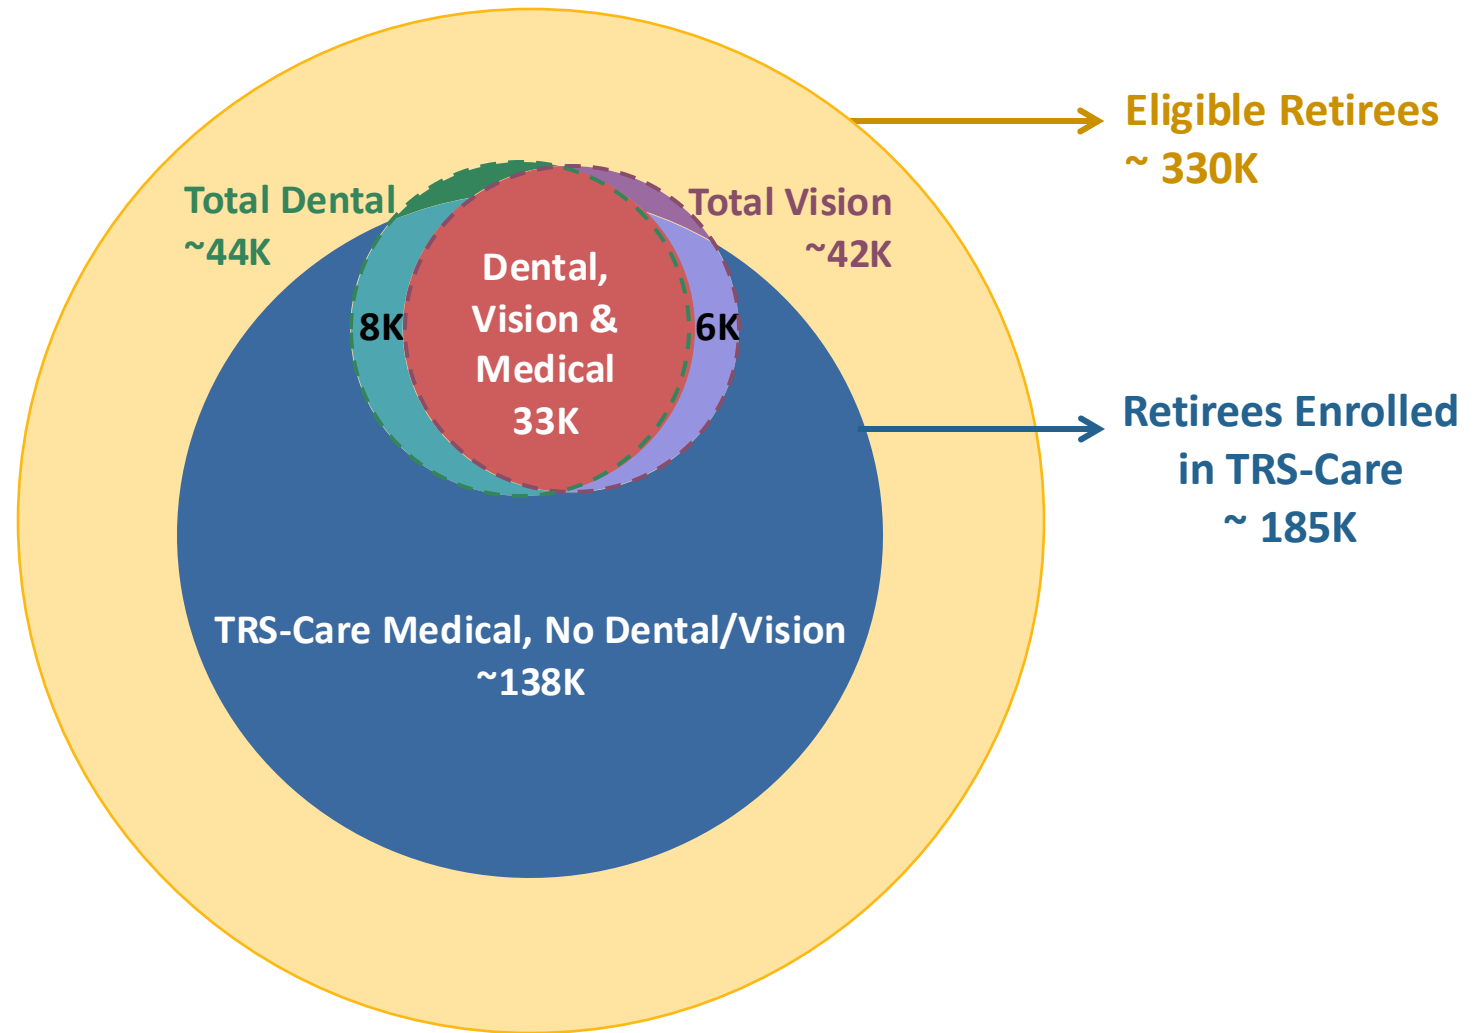 Eligible Retirees
~ 330K
Total Dental
~44K
Total Vision
~42K
Dental,
Vision &
Medical
33K
8K
6K
Retirees Enrolled
in TRS-Care
~ 185K
TRS-Care Medical, No Dental/Vision
~138K